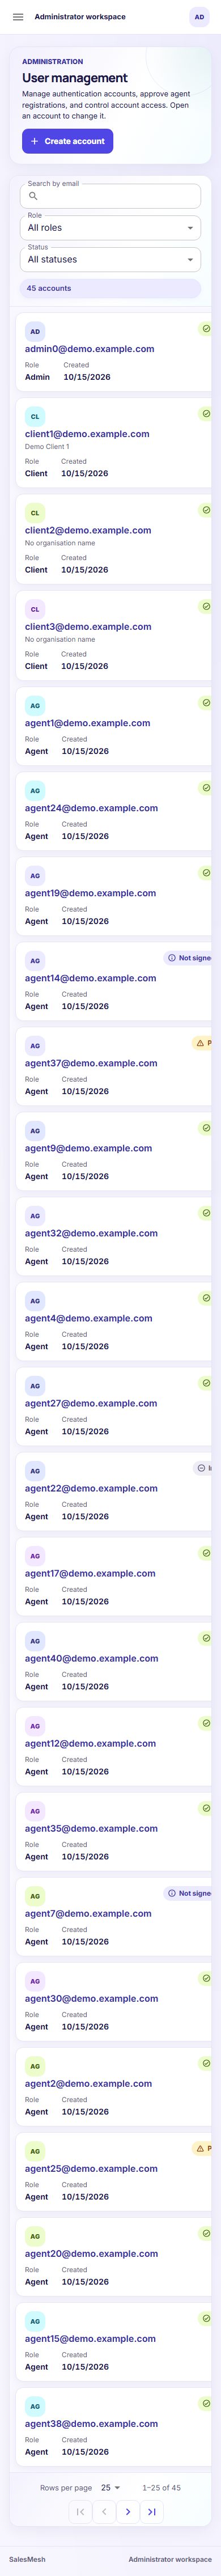 Administrator workspace
AD
ADMINISTRATION
User management
Manage authentication accounts, approve agent
registrations, and control account access. Open
an account to change it.
Create account
Search by email
Role
All roles
Status
All statuses
45 accounts
AD
admin0@demo.example.com
Role Created
Admin 10/15/2026
CL
client1@demo.example.com
Demo Client 1
Role Created
Client 10/15/2026
CL
client2@demo.example.com
No organisation name
Role Created
Client 10/15/2026
CL
client3@demo.example.com
No organisation name
Role Created
Client 10/15/2026
AG
agent1@demo.example.com
Role Created
Agent 10/15/2026
AG
agent24@demo.example.com
Role Created
Agent 10/15/2026
AG
agent19@demo.example.com
Role Created
Agent 10/15/2026
AG
Not signe
agent14@demo.example.com
Role Created
Agent 10/15/2026
AG
P
agent37@demo.example.com
Role Created
Agent 10/15/2026
AG
agent9@demo.example.com
Role Created
Agent 10/15/2026
AG
agent32@demo.example.com
Role Created
Agent 10/15/2026
AG
agent4@demo.example.com
Role Created
Agent 10/15/2026
AG
agent27@demo.example.com
Role Created
Agent 10/15/2026
AG
agent22@demo.example.com
Role Created
Agent 10/15/2026
AG
agent17@demo.example.com
Role Created
Agent 10/15/2026
AG
agent40@demo.example.com
Role Created
Agent 10/15/2026
AG
agent12@demo.example.com
Role Created
Agent 10/15/2026
AG
agent35@demo.example.com
Role Created
Agent 10/15/2026
AG
Not signe
agent7@demo.example.com
Role Created
Agent 10/15/2026
AG
agent30@demo.example.com
Role Created
Agent 10/15/2026
AG
agent2@demo.example.com
Role Created
Agent 10/15/2026
AG
P
agent25@demo.example.com
Role Created
Agent 10/15/2026
AG
agent20@demo.example.com
Role Created
Agent 10/15/2026
AG
agent15@demo.example.com
Role Created
Agent 10/15/2026
AG
agent38@demo.example.com
Role Created
Agent 10/15/2026
Rows per page 25 1–25 of 45
SalesMesh Administrator workspace